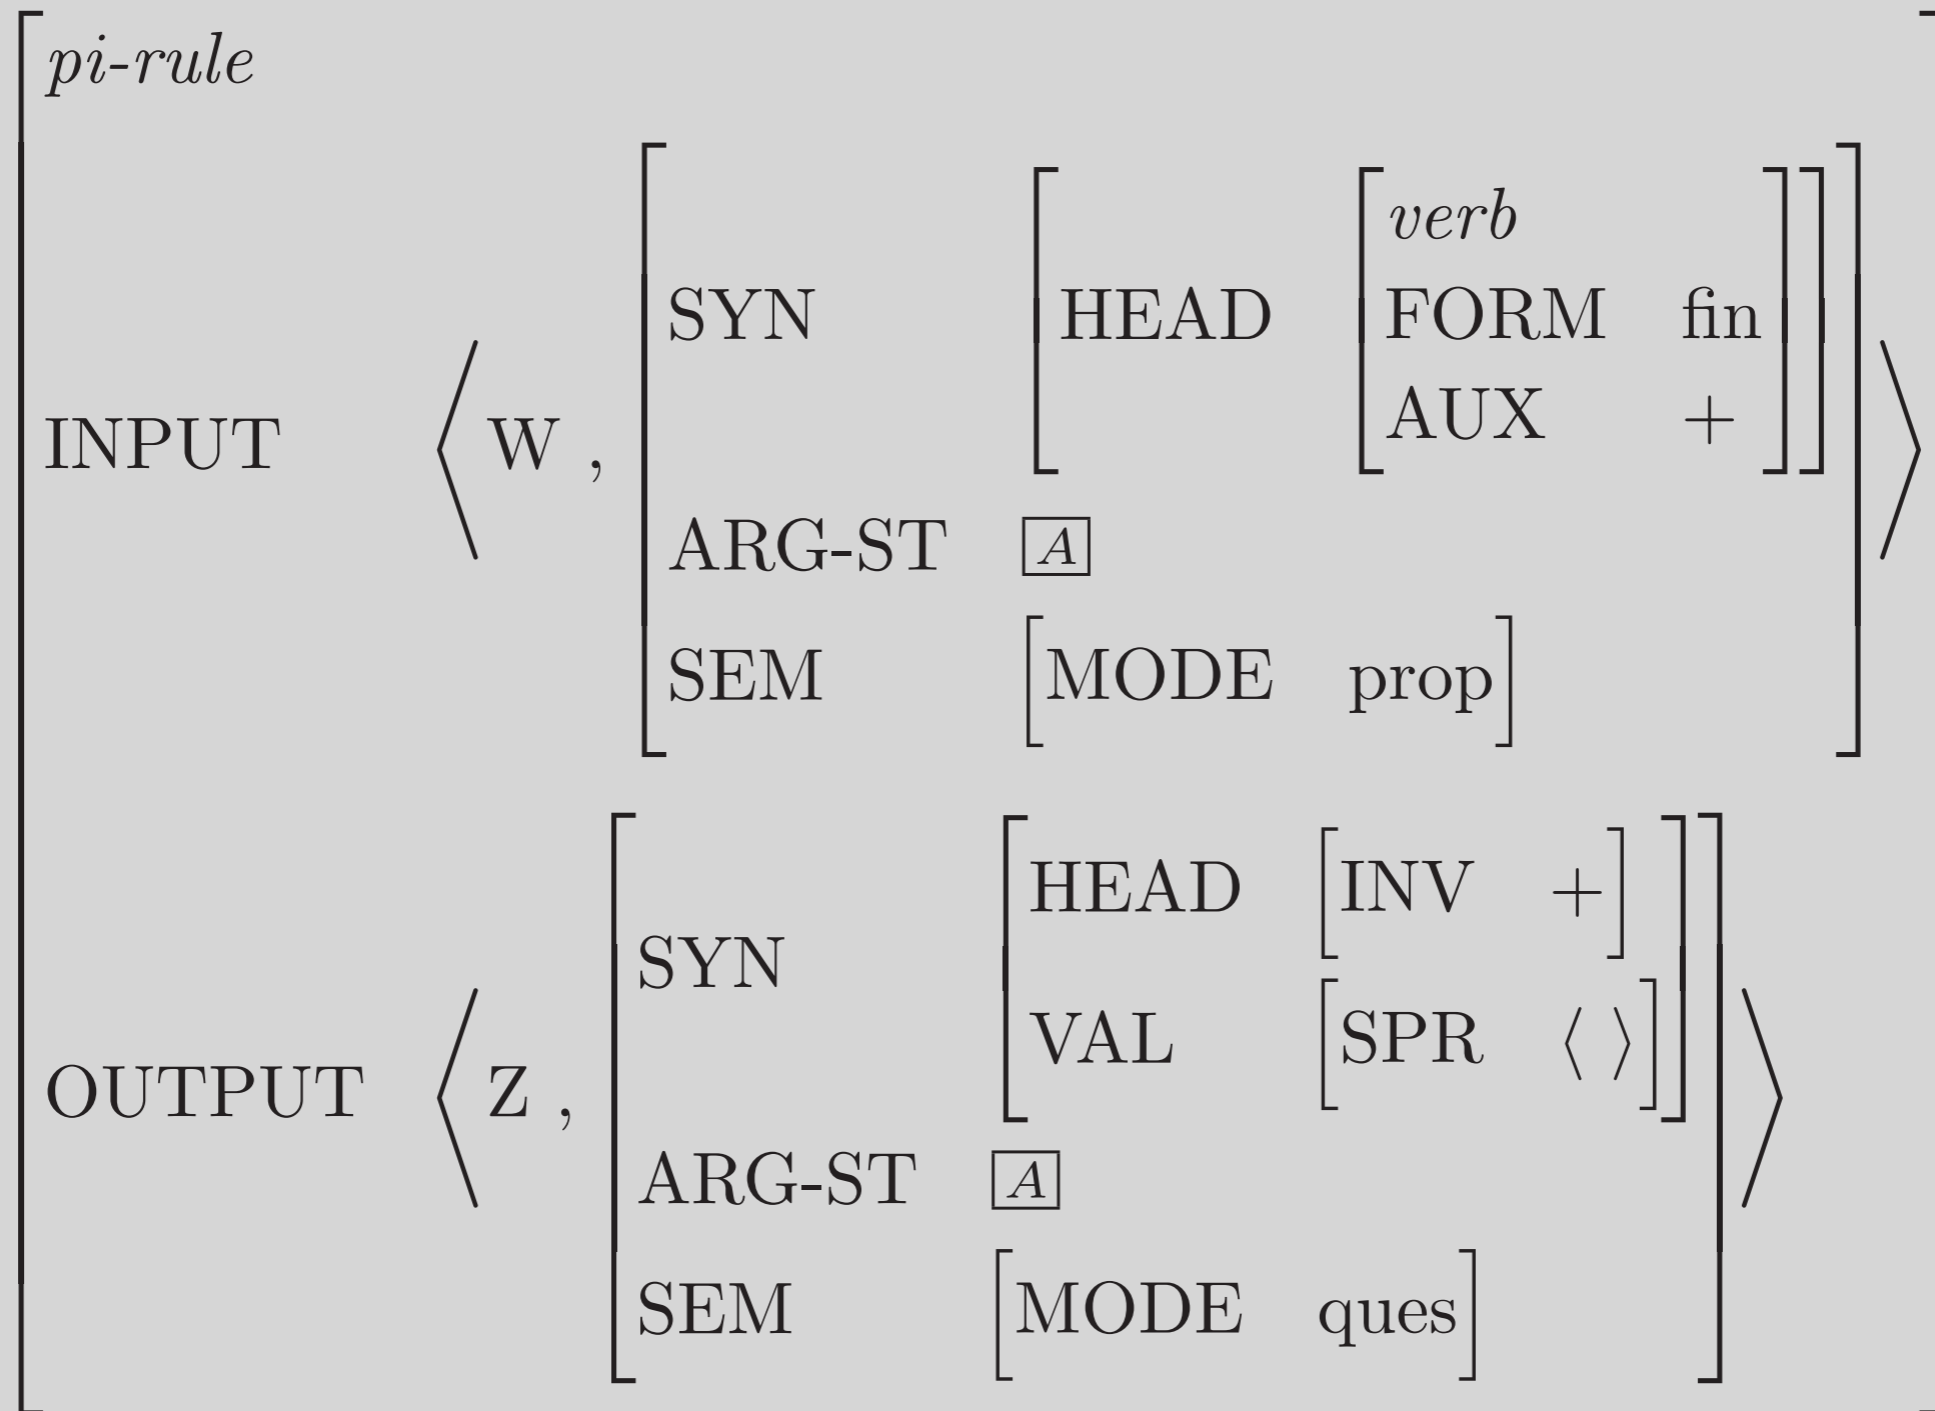 pi-rule
verb
SYN HEAD FORM fin
AUX +
INPUT ⟨ W ,
ARG-ST A
SEM [MODE prop] ⟩
HEAD [INV +]
SYN
VAL [SPR ⟨ ⟩]
OUTPUT ⟨ Z ,
ARG-ST A
SEM [MODE ques] ⟩